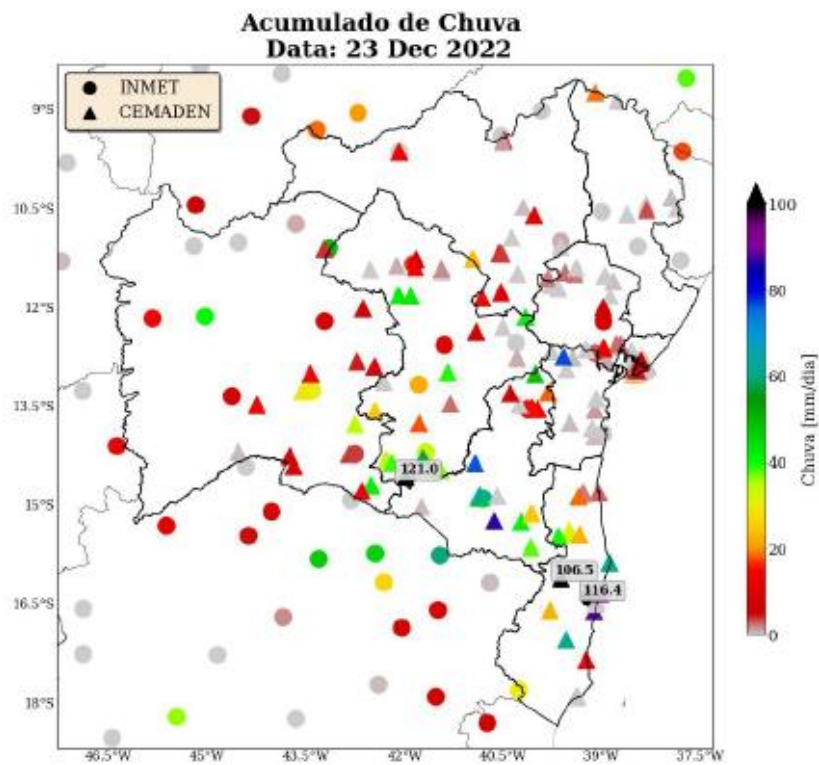 Acumulado de Chuva
Data: 23 Dec 2022
INMET
CEMADEN
9°S
10.5°S
12°S
13.5°S
15°S
16.5°S
18°S
121.0
106.5
116.4
46.5°W
45°W
43.5°W
42°W
40.5°W
39°W
37.5°W
100
80
60
40
20
0
Chuva [mm/dia]